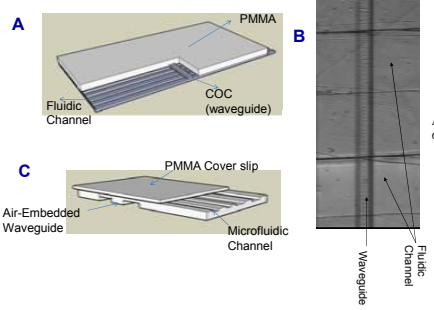 A
PMMA
Fluidic
Channel
COC
(waveguide)
B
Fluidic
Channel
Waveguide
C
PMMA Cover slip
Air-Embedded
Waveguide
Microfluidic
Channel